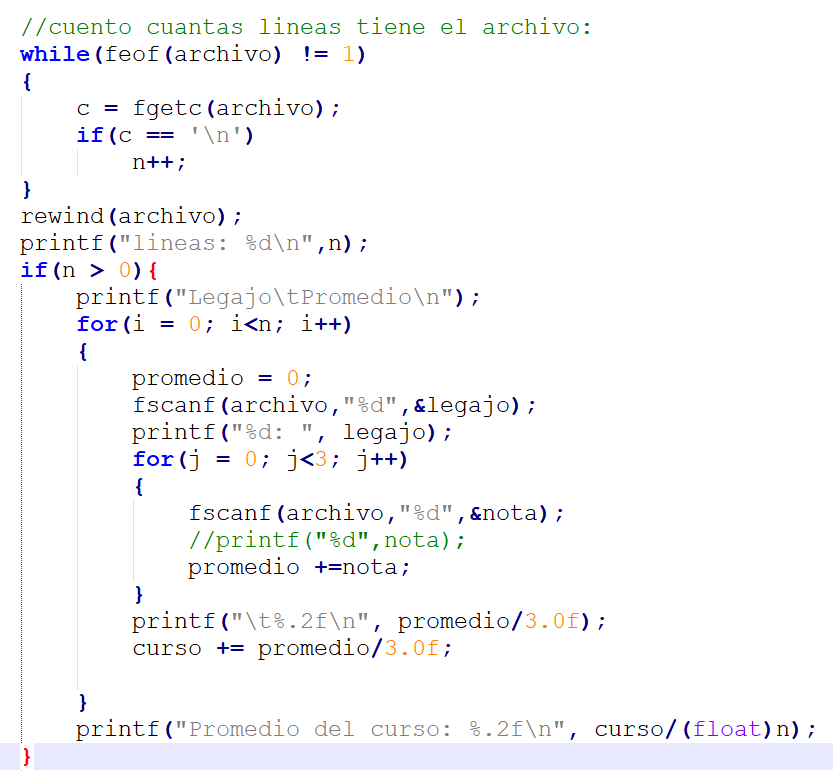 //cuento cuantas lineas tiene el archivo:
while(feof(archivo) != 1)
{
    c = fgetc(archivo);
    if(c == '\n')
        n++;
}
rewind(archivo);
printf("lineas: %d\n",n);
if(n > 0){
    printf("Legajo\tPromedio\n");
    for(i = 0; i<n; i++)
    {
        promedio = 0;
        fscanf(archivo,"%d",&legajo);
        printf("%d: ", legajo);
        for(j = 0; j<3; j++)
        {
            fscanf(archivo,"%d",&nota);
            //printf("%d",nota);
            promedio +=nota;
        }
        printf("\t%.2f\n", promedio/3.0f);
        curso += promedio/3.0f;

    }
    printf("Promedio del curso: %.2f\n", curso/(float)n);
}